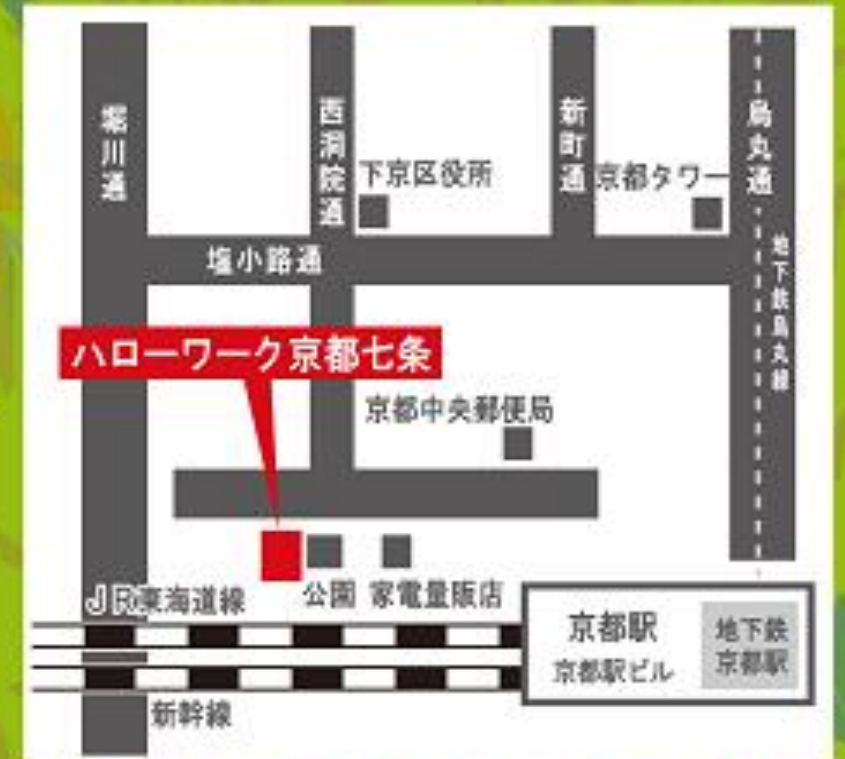 堀川通
西洞院通
新町通
烏丸通
下京区役所
京都タワー
塩小路通
地下鉄烏丸線
ハローワーク京都七条
京都中央郵便局
公園
家電量販店
JR東海道線
京都駅
京都駅ビル
地下鉄
京都駅
新幹線